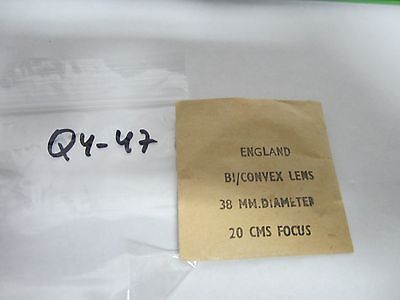 Q4-47
ENGLAND
BI/CONVEX LENS
38 MM.DIAMETER
20 CMS FOCUS